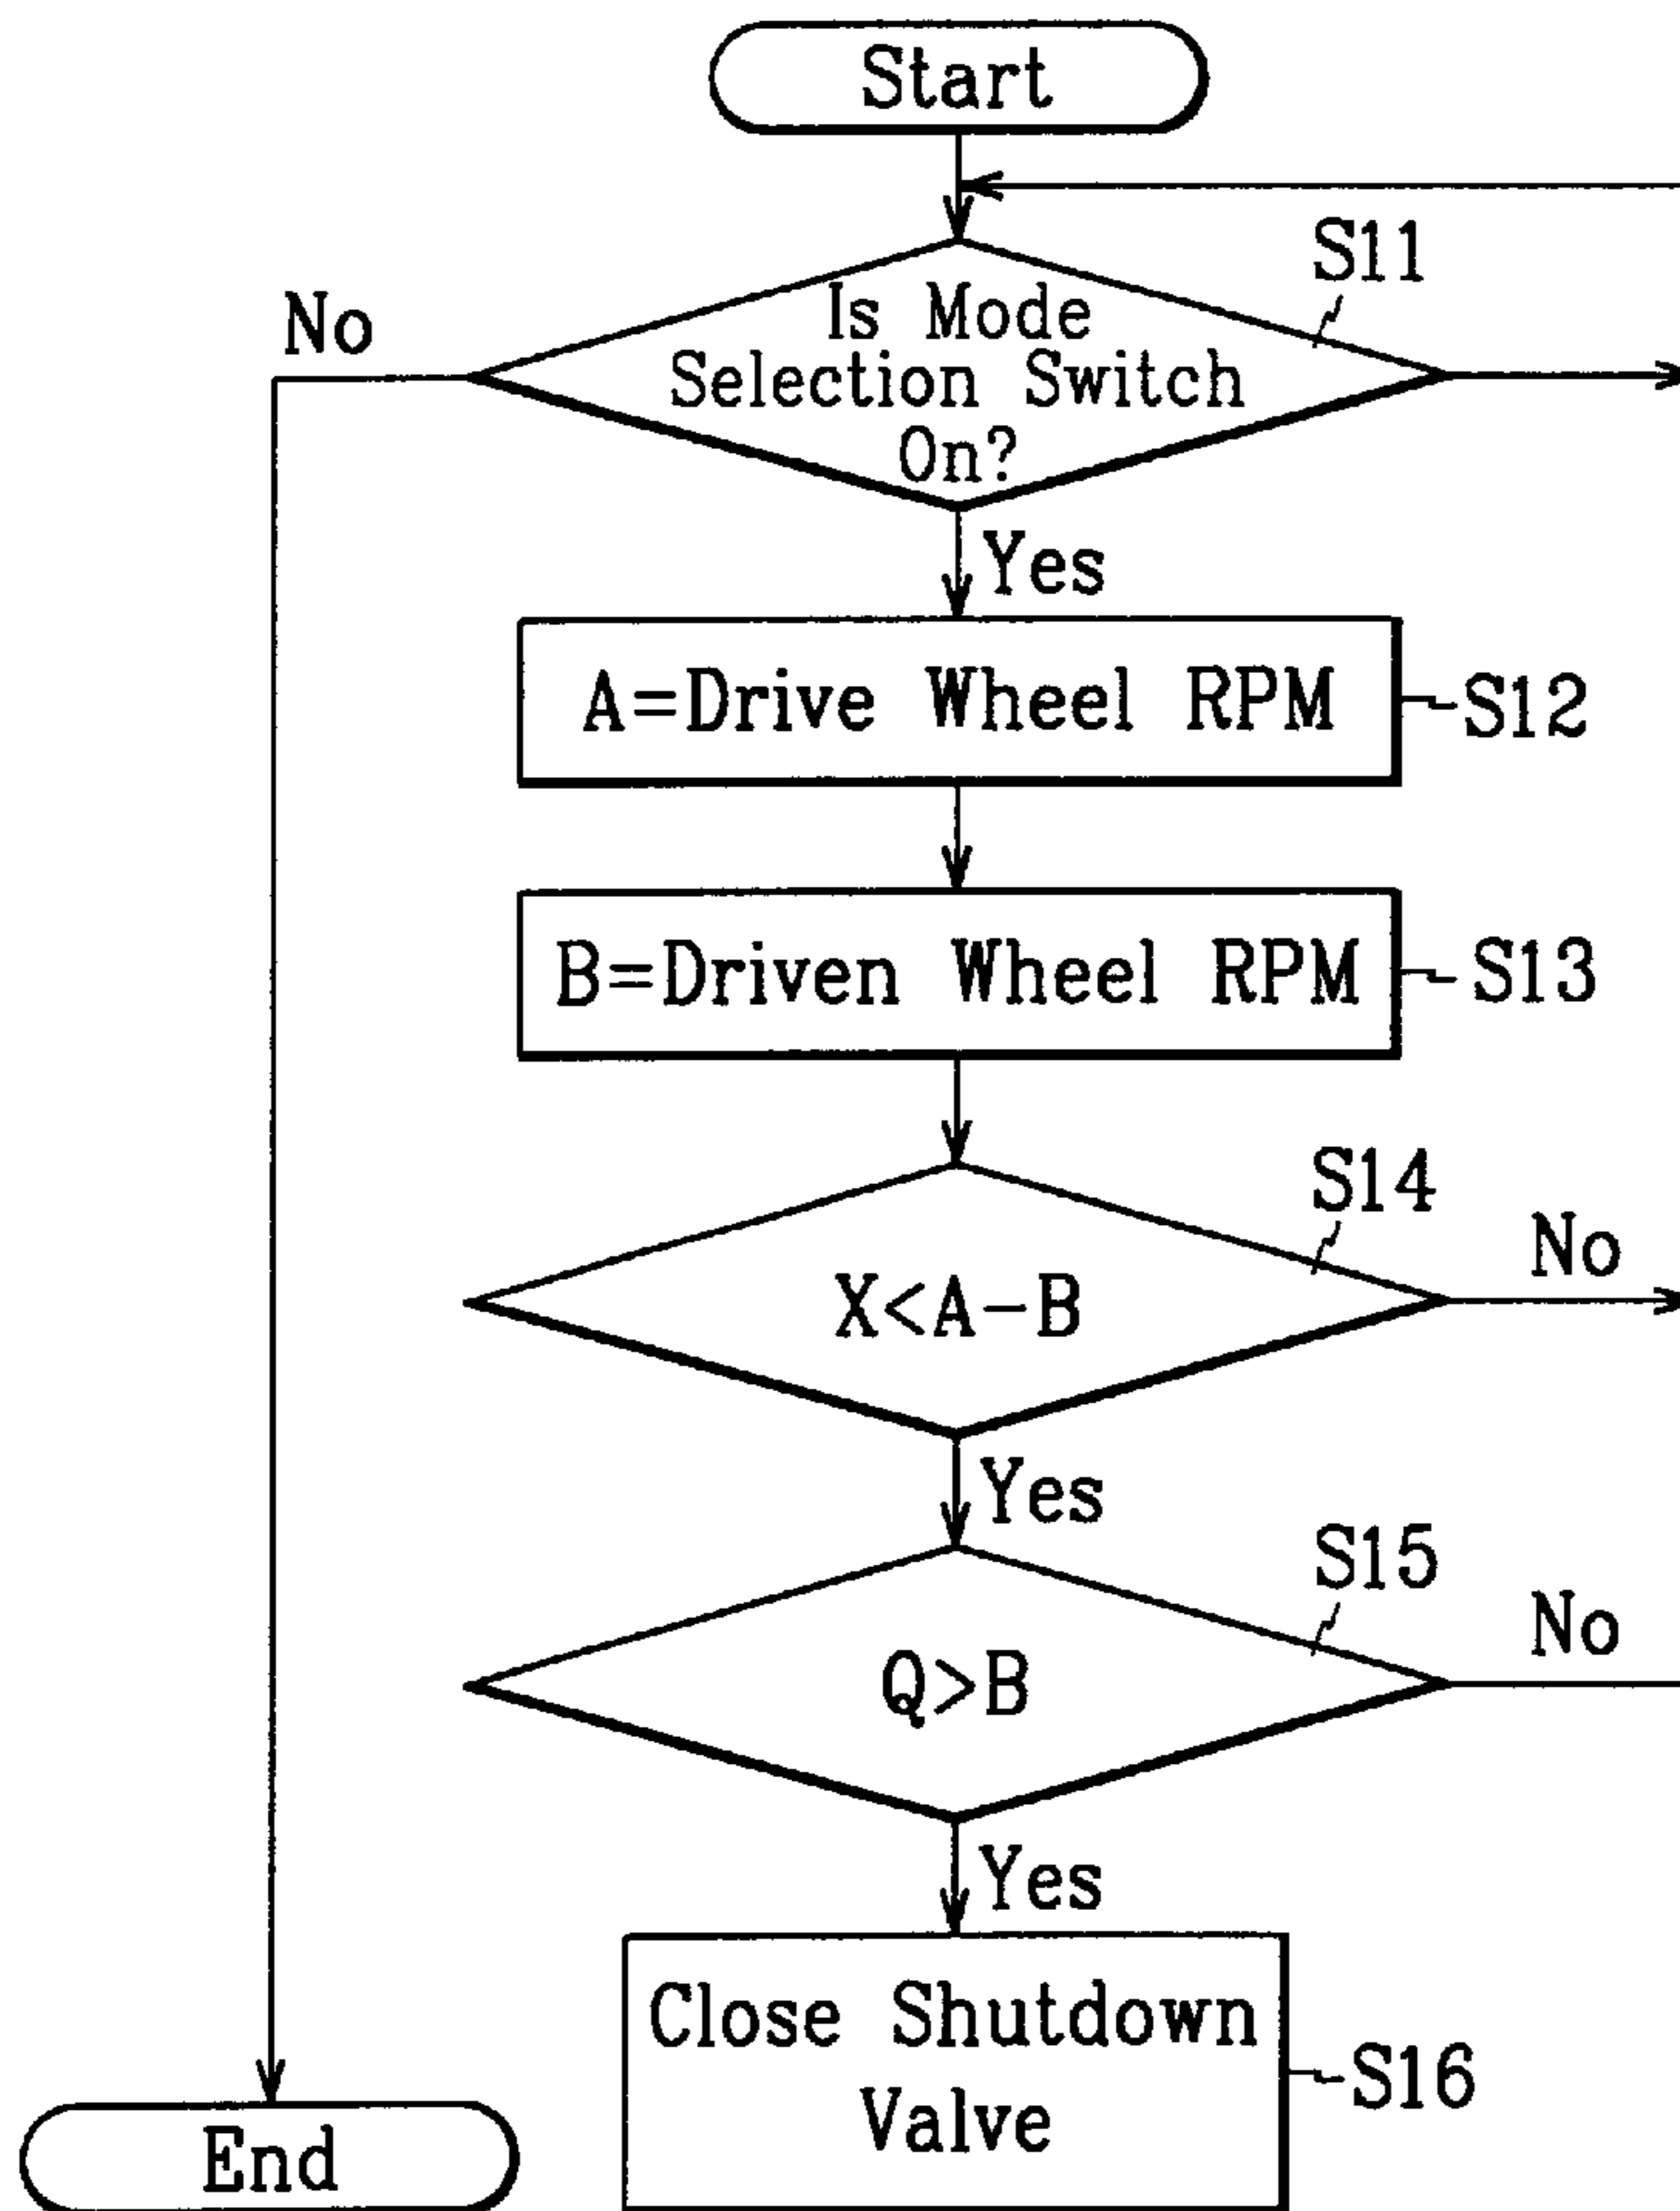 Start
S11
No
Is Mode
Selection Switch
On?
Yes
A=Drive Wheel RPM
S12
B=Driven Wheel RPM
S13
S14
No
X<A-B
Yes
S15
No
Q>B
Yes
Close Shutdown
Valve
S16
End